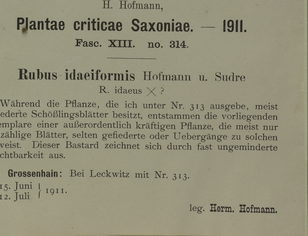 H. Hofmann,
Plantae criticae Saxoniae. — 1911.
Fasc. XIII. no. 314.
Rubus idaeiformis Hofmann u. Sudre
R. idaeus × ?
Während die Pflanze, die ich unter Nr. 313 ausgebe, meist
ederte Schößlingsblätter besitzt, entstammen die vorliegenden
emplare einer außerordentlich kräftigen Pflanze, die meist nur
zählige Blätter, selten gefiederte oder Uebergänge zu solchen
weist. Dieser Bastard zeichnet sich durch fast ungeminderte
chtbarkeit aus.
Grossenhain: Bei Leckwitz mit Nr. 313.
15. Juni
12. Juli } 1911.
leg. Herm. Hofmann.